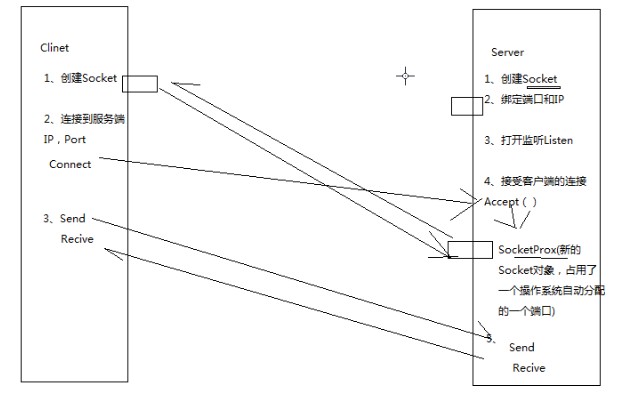 Clinet
1、创建Socket
2、连接到服务端
IP，Port
Connect
3、Send
Recive
Server
1、创建Socket
2、绑定端口和IP
3、打开监听Listen
4、接受客户端的连接
Accept（ ）
SocketProx(新的
Socket对象，占用了
一个操作系统自动分配
的一个端口)
5、
Send
Recive